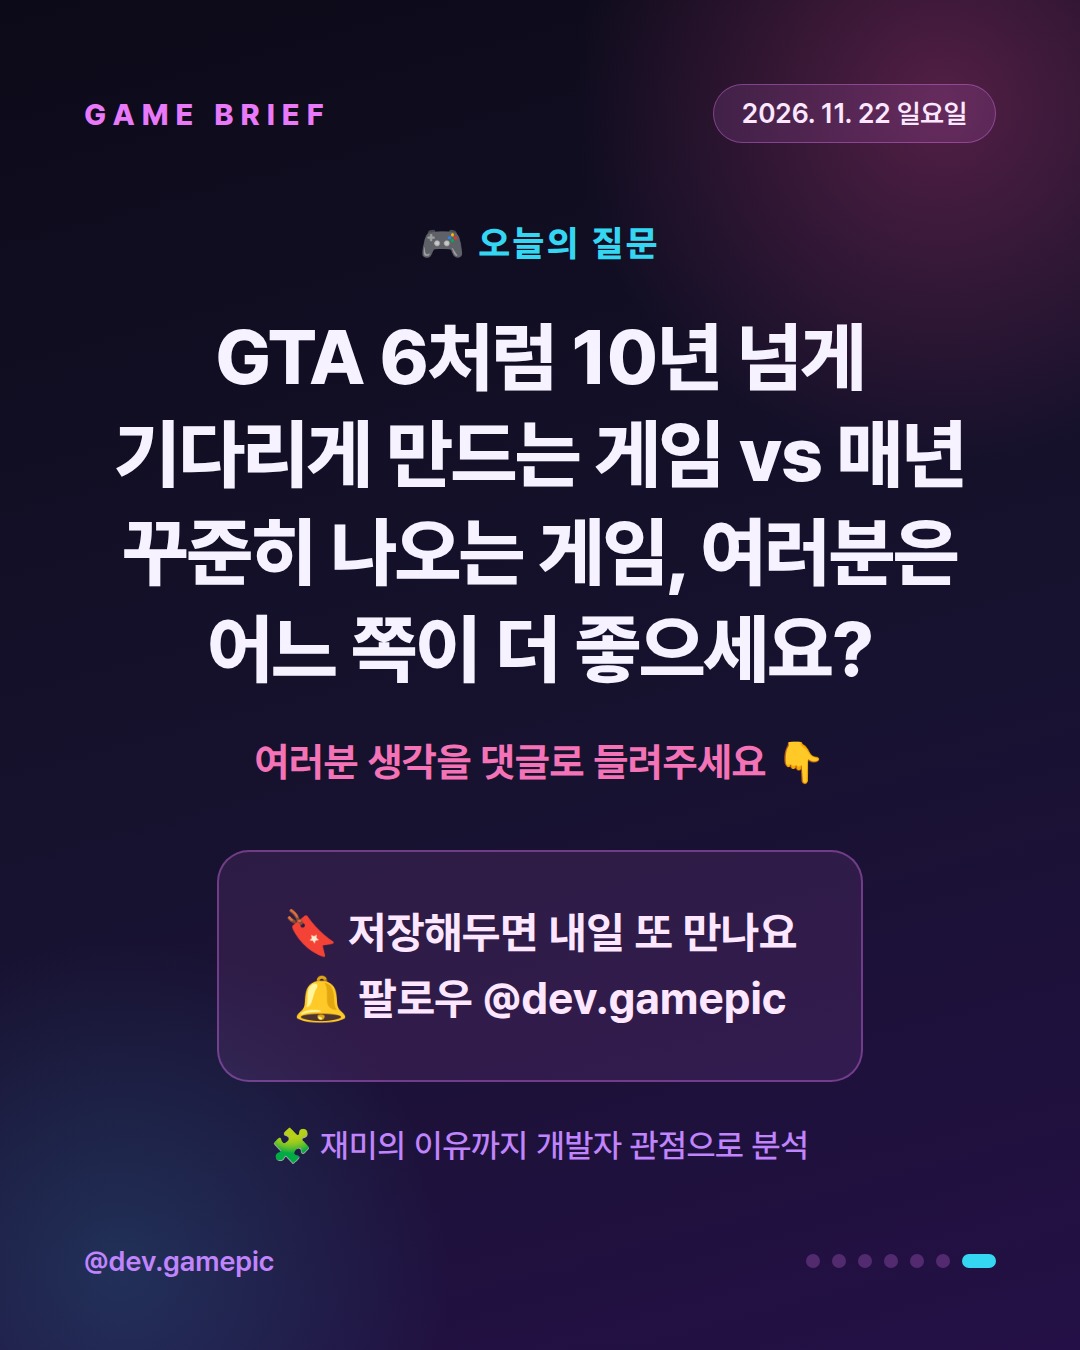 GAME BRIEF
2026. 11. 22 일요일
🎮 오늘의 질문
GTA 6처럼 10년 넘게
기다리게 만드는 게임 vs 매년
꾸준히 나오는 게임, 여러분은
어느 쪽이 더 좋으세요?
여러분 생각을 댓글로 들려주세요 👇
🔖 저장해두면 내일 또 만나요
🔔 팔로우 @dev.gamepic
🧩 재미의 이유까지 개발자 관점으로 분석
@dev.gamepic